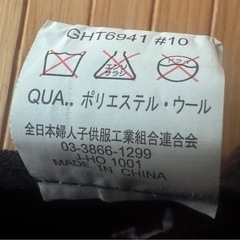 GHT6941 #10
エンソ サラシ ドライ
QUA.. ポリエステル・ウール
全日本婦人子供服工業組合連合会
03-3866-1299
J.HO 1001
MADE IN CHINA